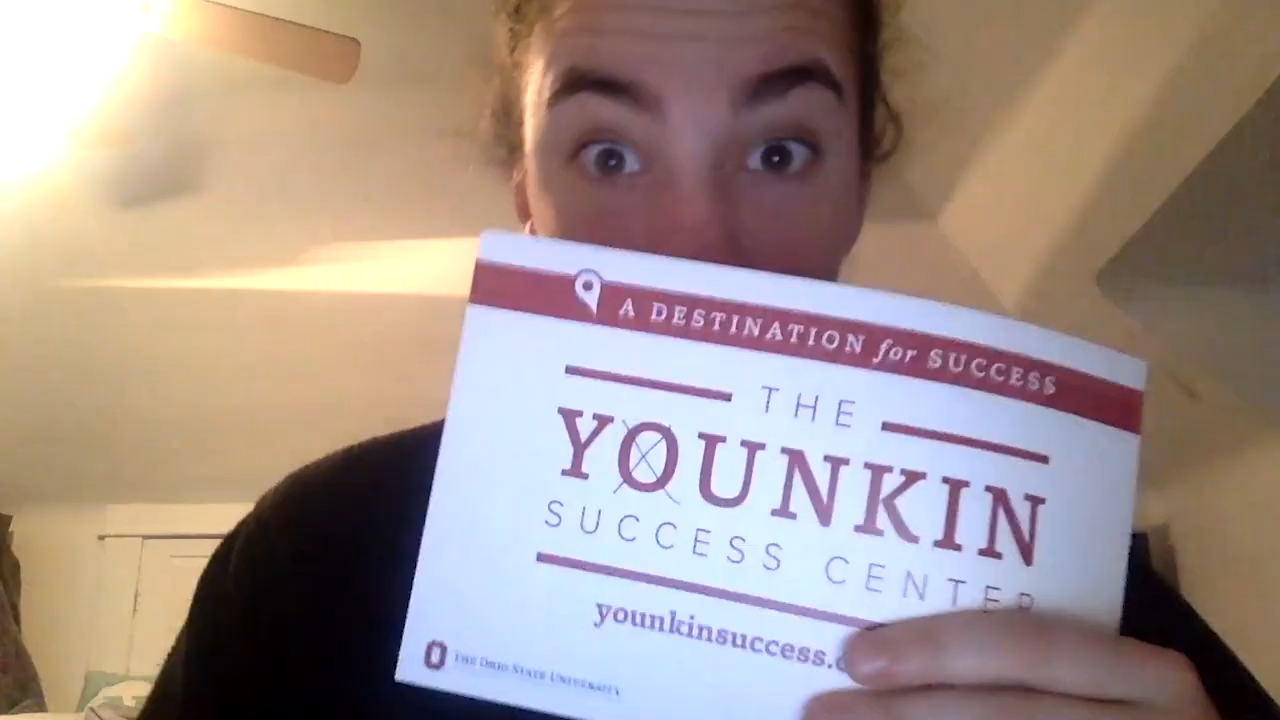 A DESTINATION for SUCCESS
THE
YOUNKIN
SUCCESS CENTER
younkinsuccess.
THE OHIO STATE UNIVERSITY